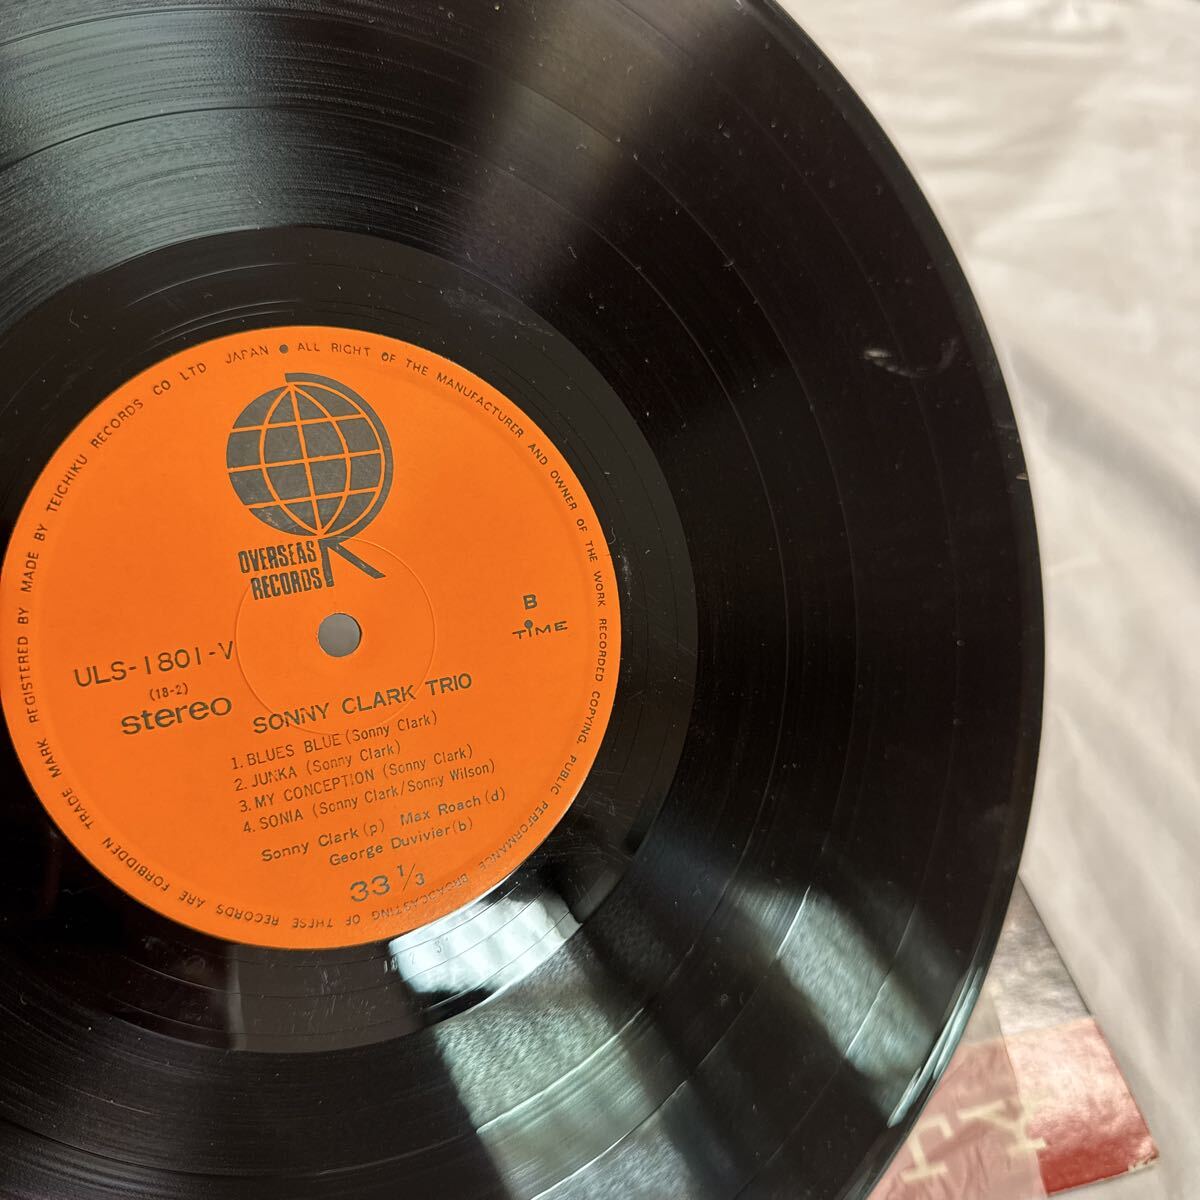 TRADE MARK REGISTERED BY MADE BY TEICHIKU RECORDS CO LTD JAPAN • ALL RIGHT OF THE MANUFACTURER AND OWNER OF THE WORK RECORDED COPYING. PUBLIC PERFORMANCE BROADCASTING OF THESE RECORDS ARE FORBIDDEN
OVERSEAS
RECORDS
B
TIME
ULS-1801-V
(18-2)
stereo
SONNY CLARK TRIO
1. BLUES BLUE (Sonny Clark)
2. JUNKA (Sonny Clark)
3. MY CONCEPTION (Sonny Clark)
4. SONIA (Sonny Clark/Sonny Wilson)
Sonny Clark(p) Max Roach(d)
George Duvivier(b)
33 1/3